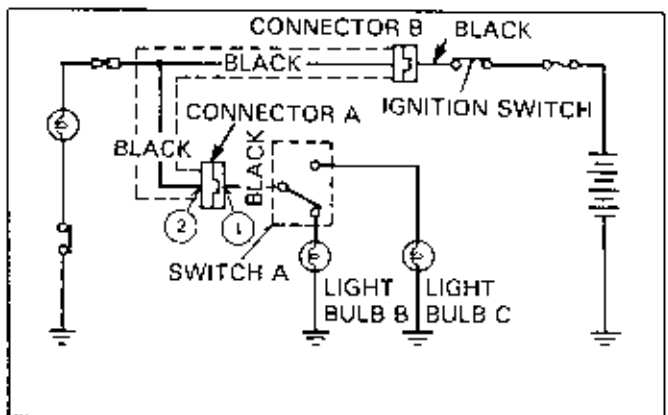 CONNECTOR B
BLACK
BLACK
IGNITION SWITCH
CONNECTOR A
BLACK
BLACK
2
1
SWITCH A
LIGHT
BULB B
LIGHT
BULB C